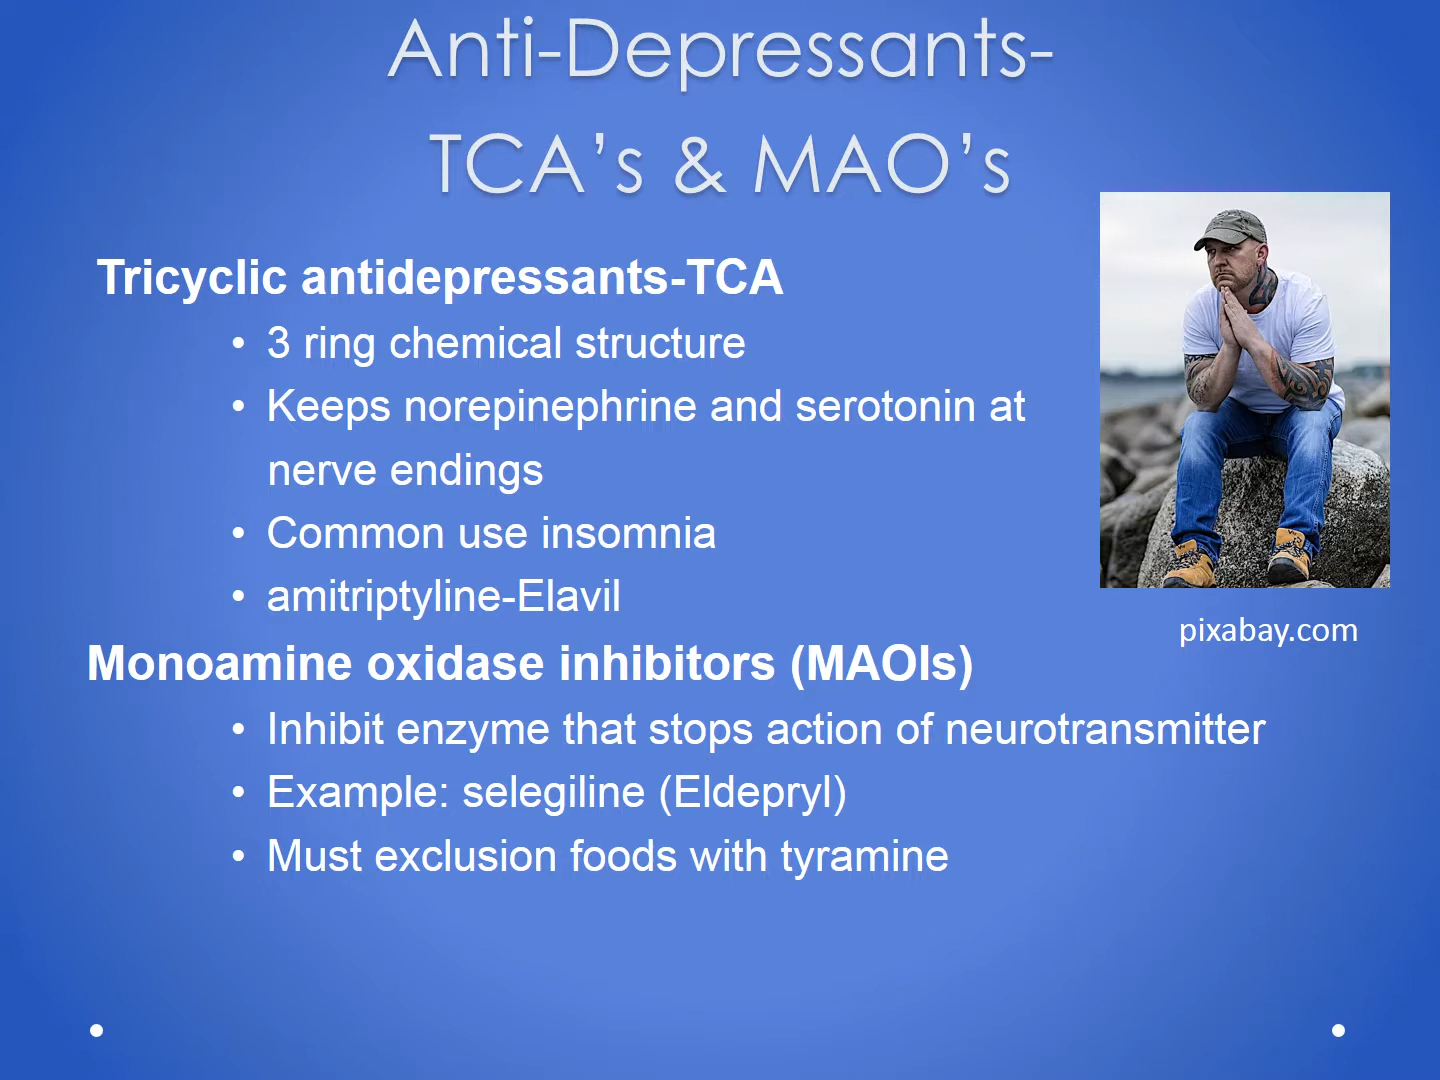 Anti-Depressants-
TCA’s & MAO’s
Tricyclic antidepressants-TCA
• 3 ring chemical structure
• Keeps norepinephrine and serotonin at
nerve endings
• Common use insomnia
• amitriptyline-Elavil
pixabay.com
Monoamine oxidase inhibitors (MAOIs)
• Inhibit enzyme that stops action of neurotransmitter
• Example: selegiline (Eldepryl)
• Must exclusion foods with tyramine